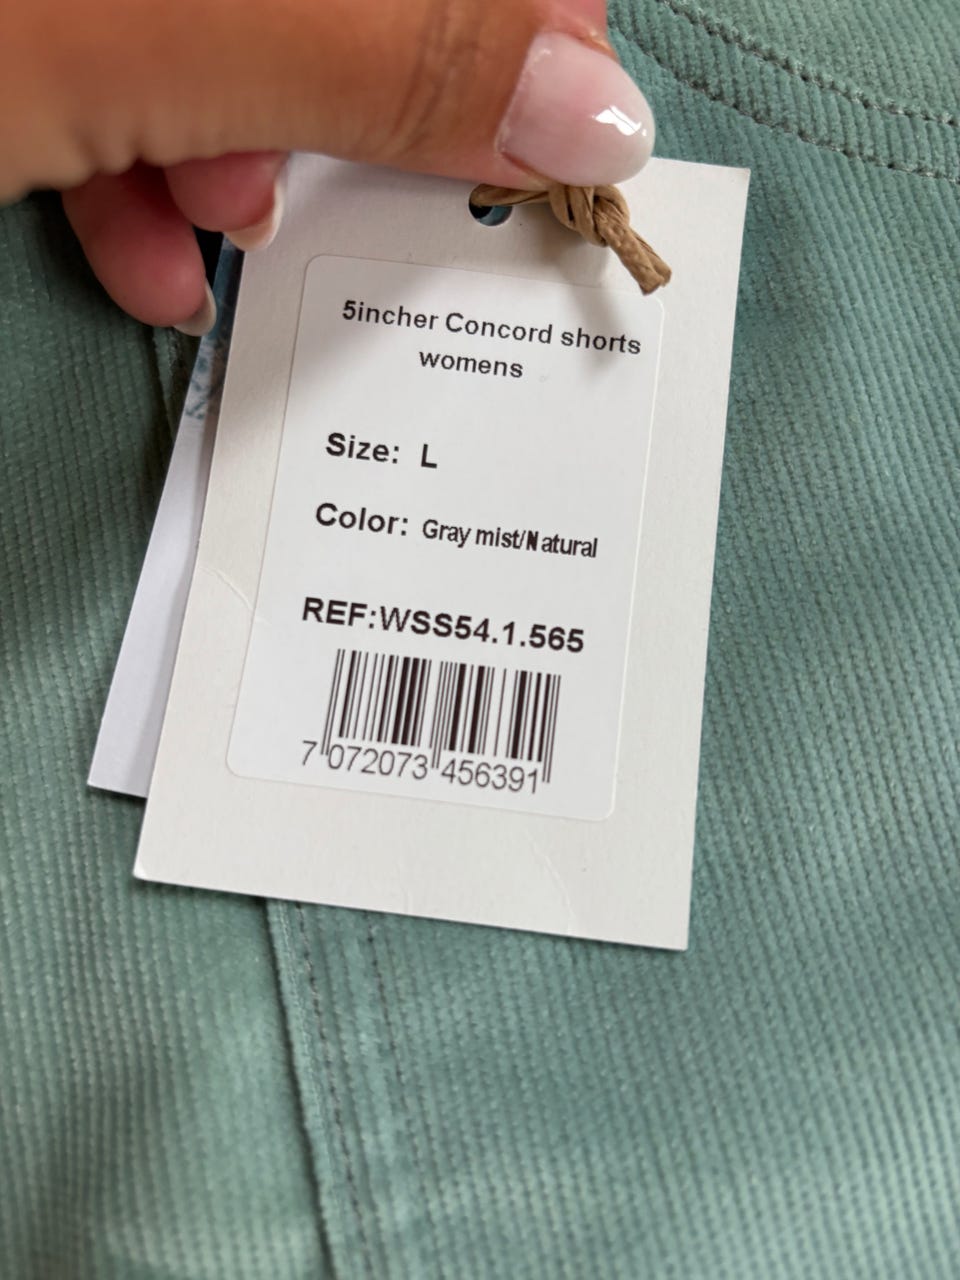 5incher Concord shorts
womens
Size: L
Color: Gray mist/Natural
REF:WSS54.1.565
7 072073 456391